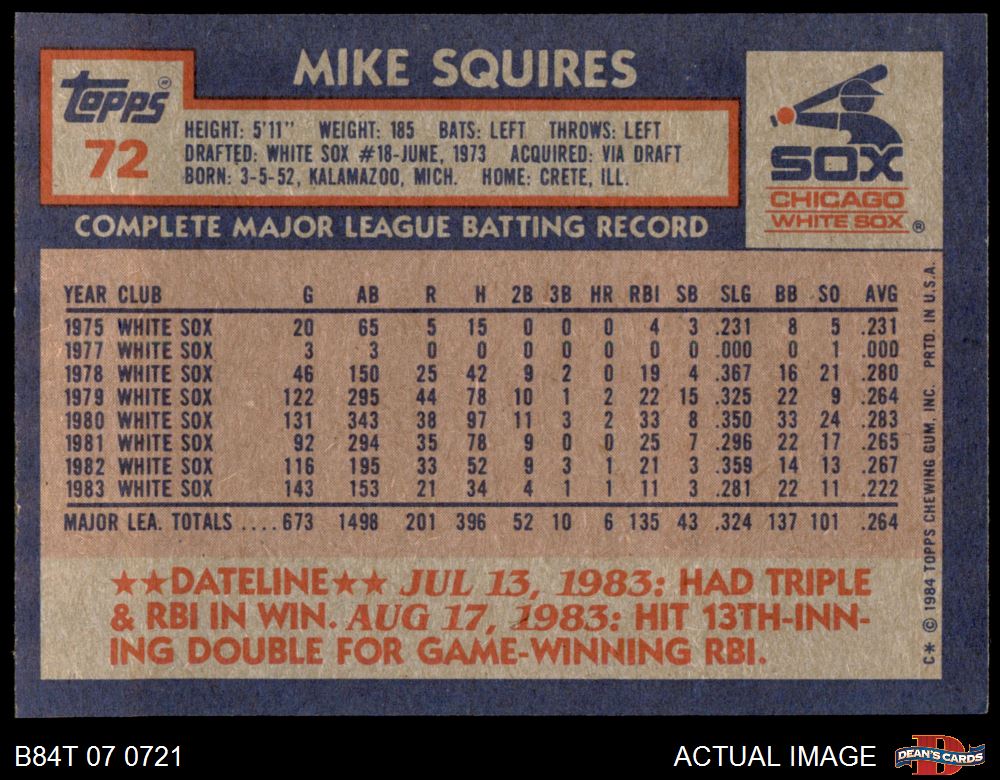 MIKE SQUIRES
Topps®
72
HEIGHT: 5'11" WEIGHT: 185 BATS: LEFT THROWS: LEFT
DRAFTED: WHITE SOX #18-JUNE, 1973 ACQUIRED: VIA DRAFT
BORN: 3-5-52, KALAMAZOO, MICH. HOME: CRETE, ILL.
SOX
CHICAGO
WHITE SOX ®
COMPLETE MAJOR LEAGUE BATTING RECORD
YEAR CLUB G AB R H 2B 3B HR RBI SB SLG BB SO AVG
1975 WHITE SOX 20 65 5 15 0 0 0 4 3 .231 8 5 .231
1977 WHITE SOX 3 3 0 0 0 0 0 0 0 .000 0 1 .000
1978 WHITE SOX 46 150 25 42 9 2 0 19 4 .367 16 21 .280
1979 WHITE SOX 122 295 44 78 10 1 2 22 15 .325 22 9 .264
1980 WHITE SOX 131 343 38 97 11 3 2 33 8 .350 33 24 .283
1981 WHITE SOX 92 294 35 78 9 0 0 25 7 .296 22 17 .265
1982 WHITE SOX 116 195 33 52 9 3 1 21 3 .359 14 13 .267
1983 WHITE SOX 143 153 21 34 4 1 1 11 3 .281 22 11 .222
MAJOR LEA. TOTALS ....673 1498 201 396 52 10 6 135 43 .324 137 101 .264
★★DATELINE★★ JUL 13, 1983: HAD TRIPLE
& RBI IN WIN. AUG 17, 1983: HIT 13TH-INN-
ING DOUBLE FOR GAME-WINNING RBI.
C* © 1984 TOPPS CHEWING GUM, INC. PRTD. IN U.S.A.
B84T 07 0721
ACTUAL IMAGE
D
DEAN'S CARDS